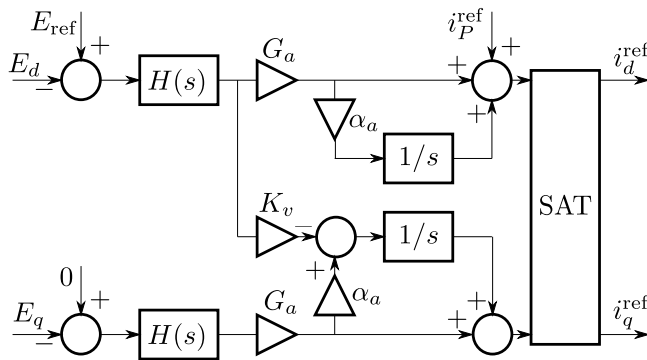 E_ref
+
E_d
−
H(s)
G_a
α_a
1/s
i_P^ref
+
+
+
SAT
i_d^ref
K_v
−
+
1/s
0
+
E_q
−
H(s)
G_a
α_a
+
+
i_q^ref